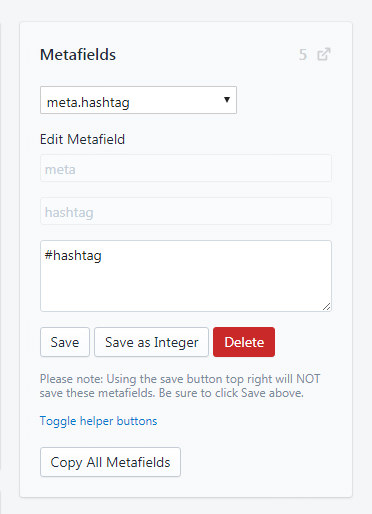 Metafields 5
meta.hashtag
Edit Metafield
meta
hashtag
#hashtag
Save Save as Integer Delete
Please note: Using the save button top right will NOT
save these metafields. Be sure to click Save above.
Toggle helper buttons
Copy All Metafields